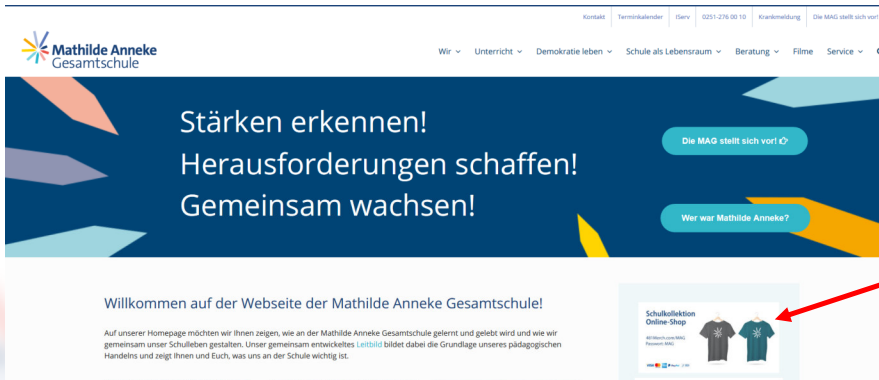 Kontakt
Terminkalender
iServ
0251-276 00 10
Krankmeldung
Die MAG stellt sich vor!
Mathilde Anneke
Gesamtschule
Wir
Unterricht
Demokratie leben
Schule als Lebensraum
Beratung
Filme
Service
Stärken erkennen!
Herausforderungen schaffen!
Gemeinsam wachsen!
Die MAG stellt sich vor!
Wer war Mathilde Anneke?
Willkommen auf der Webseite der Mathilde Anneke Gesamtschule!
Auf unserer Homepage möchten wir Ihnen zeigen, wie an der Mathilde Anneke Gesamtschule gelernt und gelebt wird und wie wir
gemeinsam unser Schulleben gestalten. Unser gemeinsam entwickeltes Leitbild bildet dabei die Grundlage unseres pädagogischen
Handelns und zeigt Ihnen und Euch, was uns an der Schule wichtig ist.
Schulkollektion
Online-Shop
Passwort: MAG